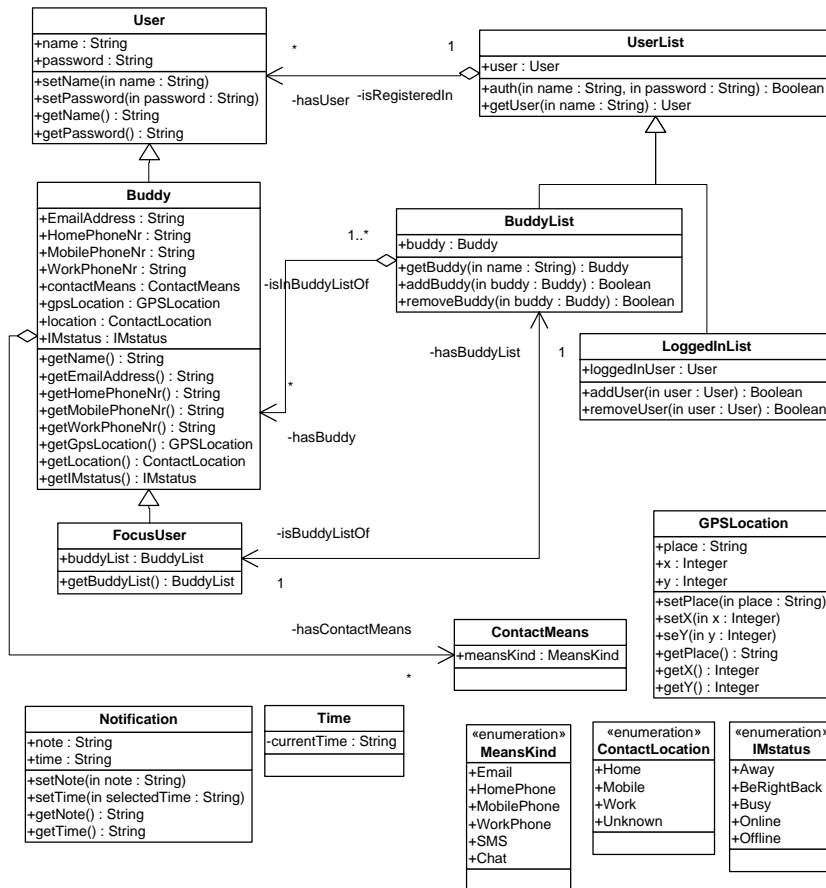 User
+name : String
+password : String
+setName(in name : String)
+setPassword(in password : String)
+getName() : String
+getPassword() : String
*
1
-hasUser
-isRegisteredIn
UserList
+user : User
+auth(in name : String, in password : String) : Boolean
+getUser(in name : String) : User
Buddy
+EmailAddress : String
+HomePhoneNr : String
+MobilePhoneNr : String
+WorkPhoneNr : String
+contactMeans : ContactMeans
+gpsLocation : GPSLocation
+location : ContactLocation
+IMstatus : IMstatus
+getName() : String
+getEmailAddress() : String
+getHomePhoneNr() : String
+getMobilePhoneNr() : String
+getWorkPhoneNr() : String
+getGpsLocation() : GPSLocation
+getLocation() : ContactLocation
+getIMstatus() : IMstatus
1..*
-isInBuddyListOf
*
-hasBuddy
BuddyList
+buddy : Buddy
+getBuddy(in name : String) : Buddy
+addBuddy(in buddy : Buddy) : Boolean
+removeBuddy(in buddy : Buddy) : Boolean
-hasBuddyList
1
LoggedInList
+loggedInUser : User
+addUser(in user : User) : Boolean
+removeUser(in user : User) : Boolean
FocusUser
+buddyList : BuddyList
+getBuddyList() : BuddyList
-isBuddyListOf
1
GPSLocation
+place : String
+x : Integer
+y : Integer
+setPlace(in place : String)
+setX(in x : Integer)
+seY(in y : Integer)
+getPlace() : String
+getX() : Integer
+getY() : Integer
-hasContactMeans
*
ContactMeans
+meansKind : MeansKind
Notification
+note : String
+time : String
+setNote(in note : String)
+setTime(in selectedTime : String)
+getNote() : String
+getTime() : String
Time
-currentTime : String
«enumeration»
MeansKind
+Email
+HomePhone
+MobilePhone
+WorkPhone
+SMS
+Chat
«enumeration»
ContactLocation
+Home
+Mobile
+Work
+Unknown
«enumeration»
IMstatus
+Away
+BeRightBack
+Busy
+Online
+Offline